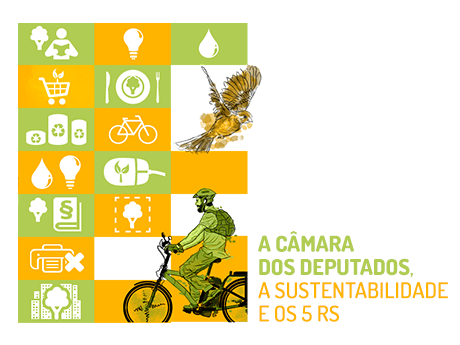 A CÂMARA
DOS DEPUTADOS,
A SUSTENTABILIDADE
E OS 5 RS